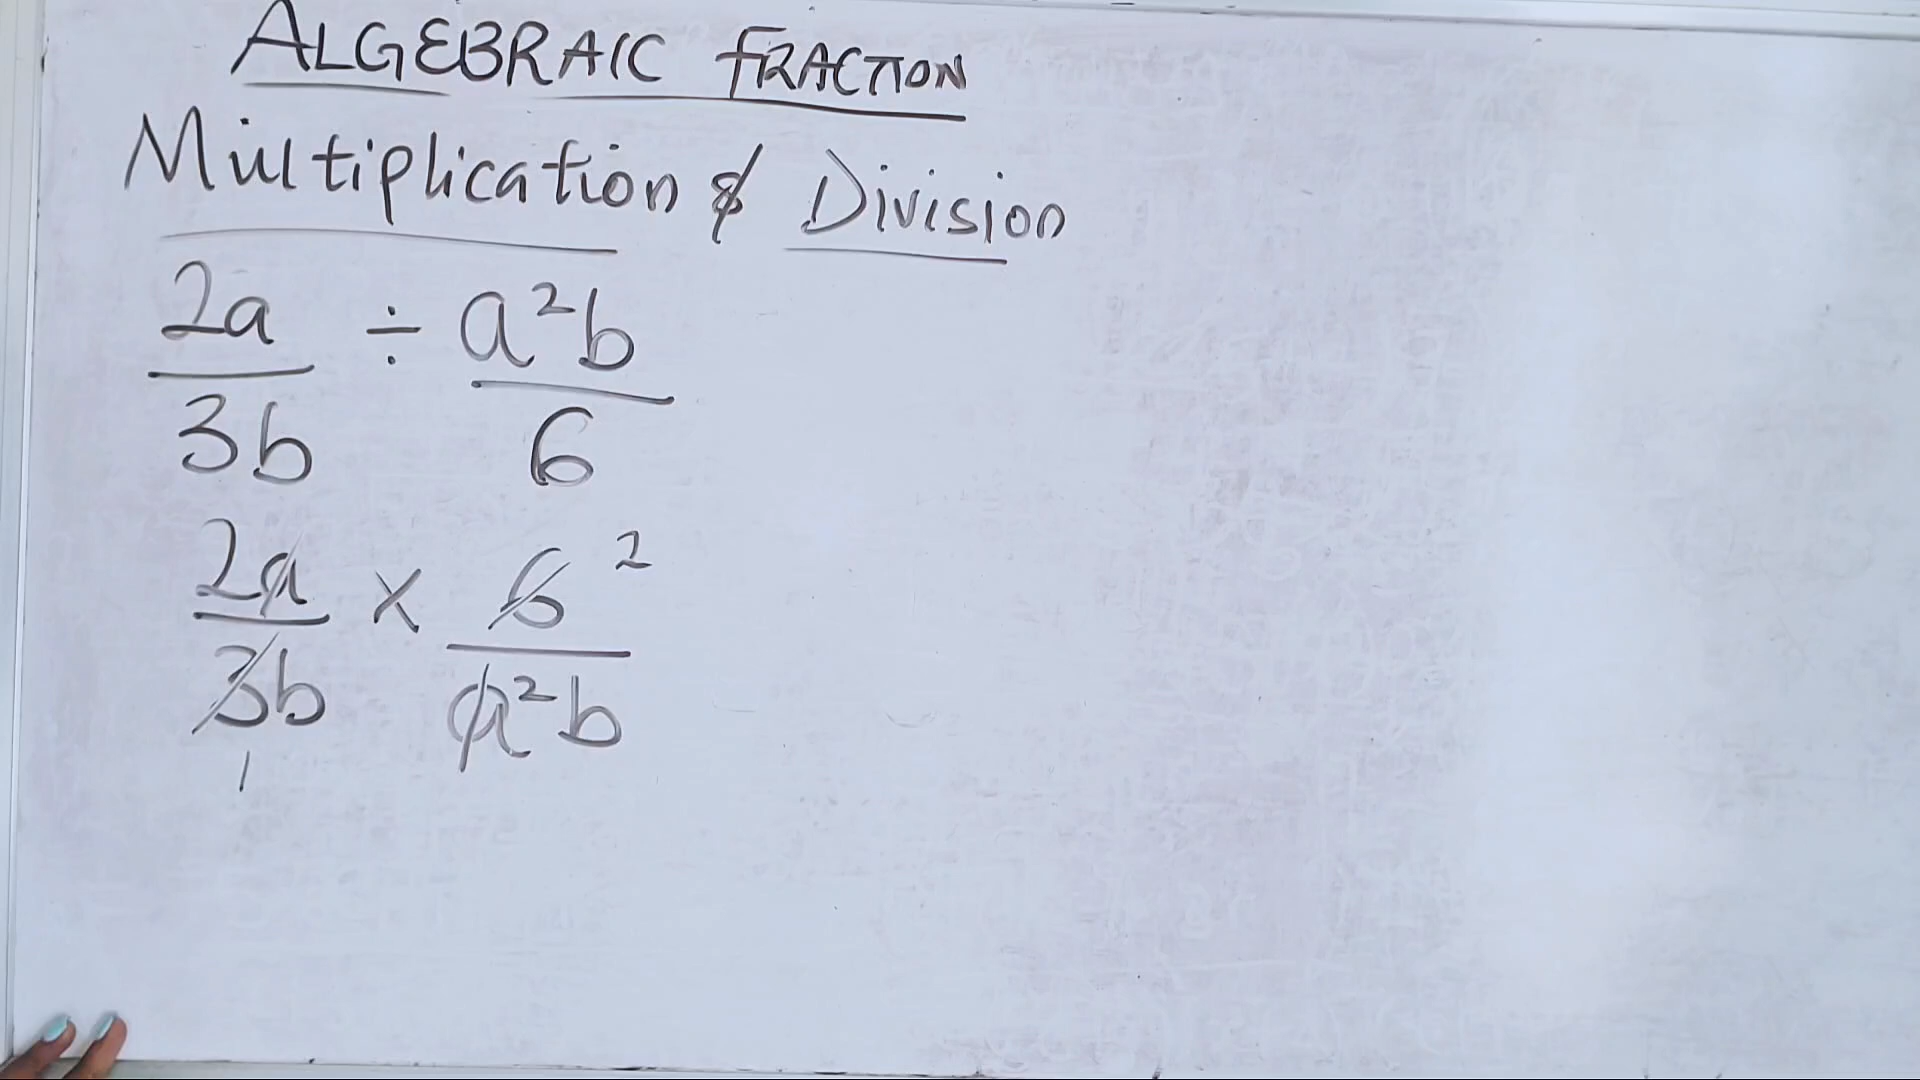 ALGEBRAIC FRACTION
Multiplication & Division
2a ÷ a²b
3b 6
2a × 6 2
3b a²b
1